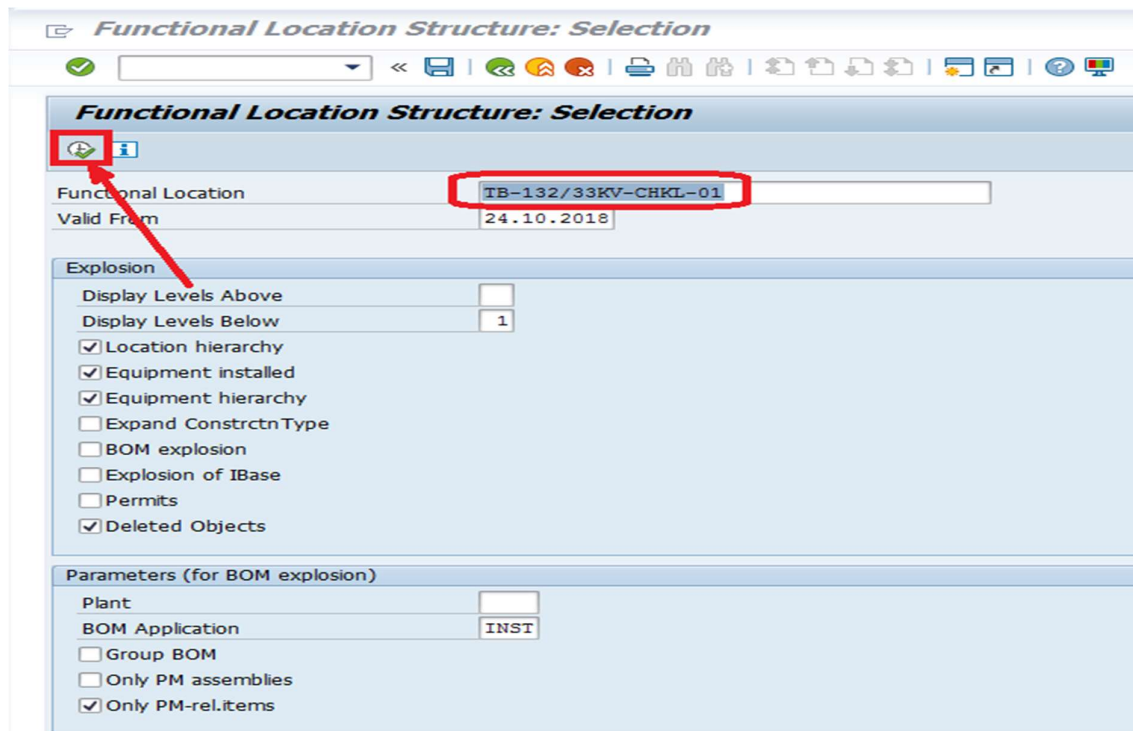 Functional Location Structure: Selection
Functional Location Structure: Selection
Functional Location TB-132/33KV-CHKL-01
Valid From 24.10.2018
Explosion
Display Levels Above
Display Levels Below 1
Location hierarchy
Equipment installed
Equipment hierarchy
Expand ConstrctnType
BOM explosion
Explosion of IBase
Permits
Deleted Objects
Parameters (for BOM explosion)
Plant
BOM Application INST
Group BOM
Only PM assemblies
Only PM-rel.items